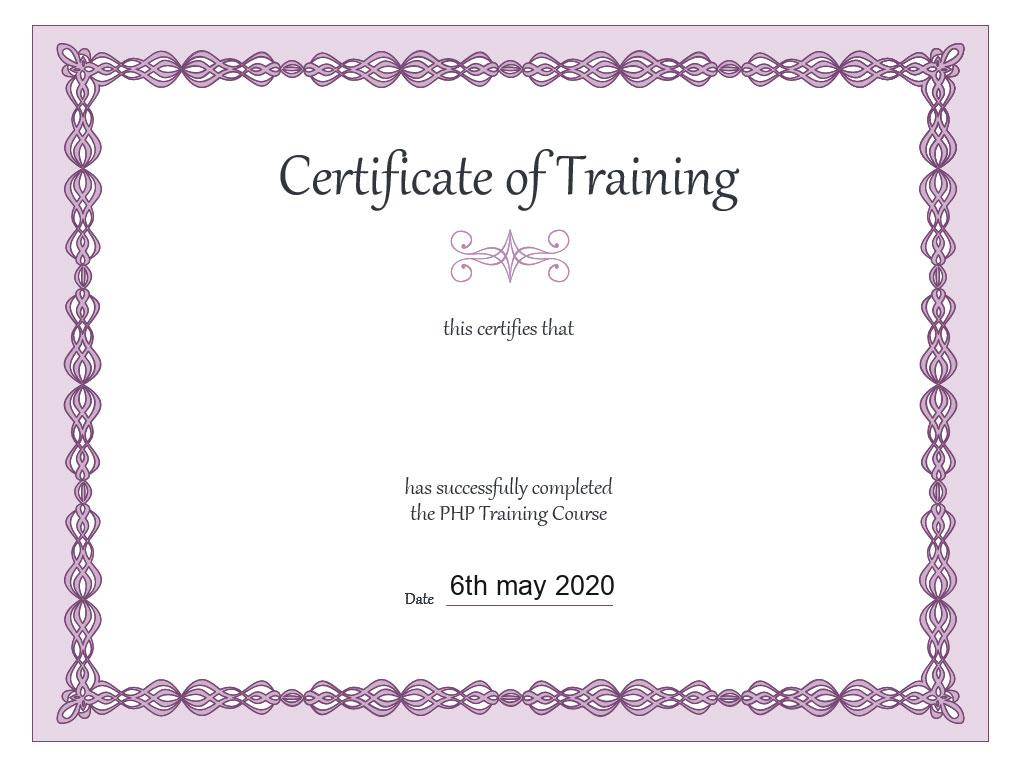 Certificate of Training
this certifies that
has successfully completed
the PHP Training Course
Date 6th may 2020